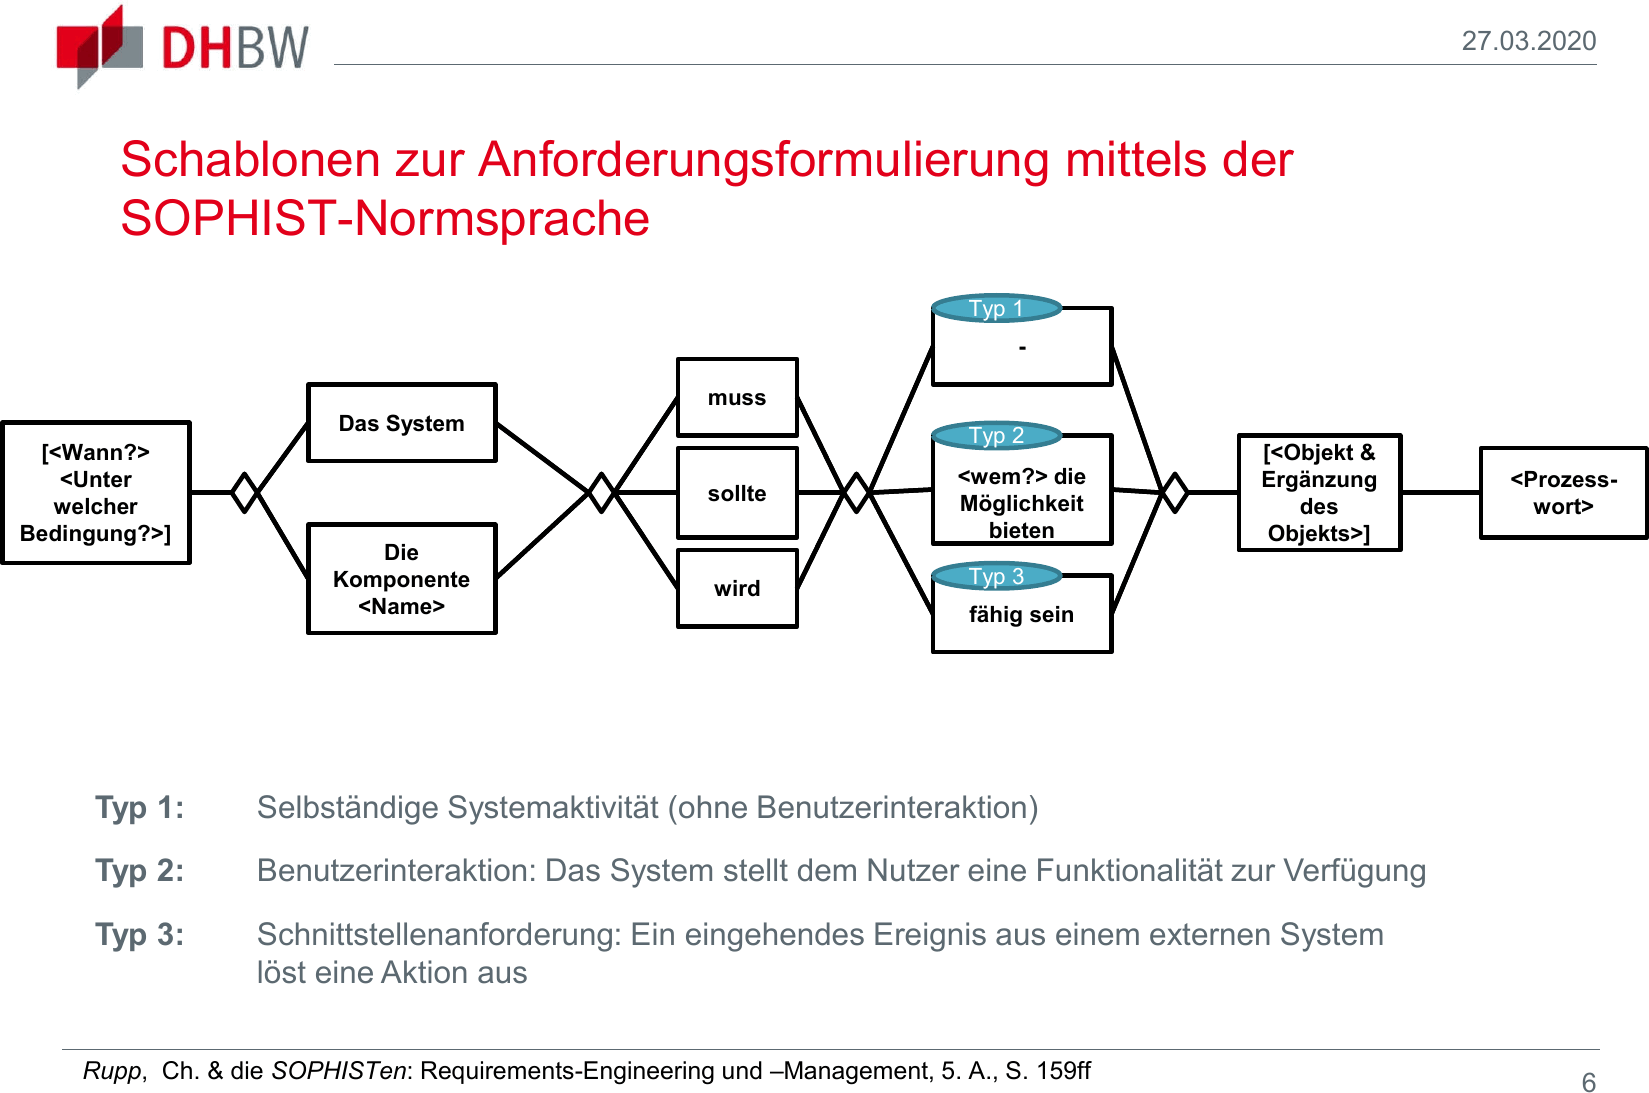 DHBW
27.03.2020
Schablonen zur Anforderungsformulierung mittels der
SOPHIST-Normsprache
[<Wann?>
<Unter
welcher
Bedingung?>]
Das System
Die
Komponente
<Name>
muss
sollte
wird
Typ 1
-
Typ 2
<wem?> die
Möglichkeit
bieten
Typ 3
fähig sein
[<Objekt &
Ergänzung
des
Objekts>]
<Prozess-
wort>
Typ 1: Selbständige Systemaktivität (ohne Benutzerinteraktion)
Typ 2: Benutzerinteraktion: Das System stellt dem Nutzer eine Funktionalität zur Verfügung
Typ 3: Schnittstellenanforderung: Ein eingehendes Ereignis aus einem externen System
löst eine Aktion aus
Rupp, Ch. & die SOPHISTen: Requirements-Engineering und –Management, 5. A., S. 159ff
6